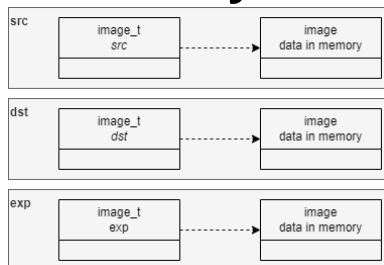 src
image_t
src
image
data in memory
dst
image_t
dst
image
data in memory
exp
image_t
exp
image
data in memory